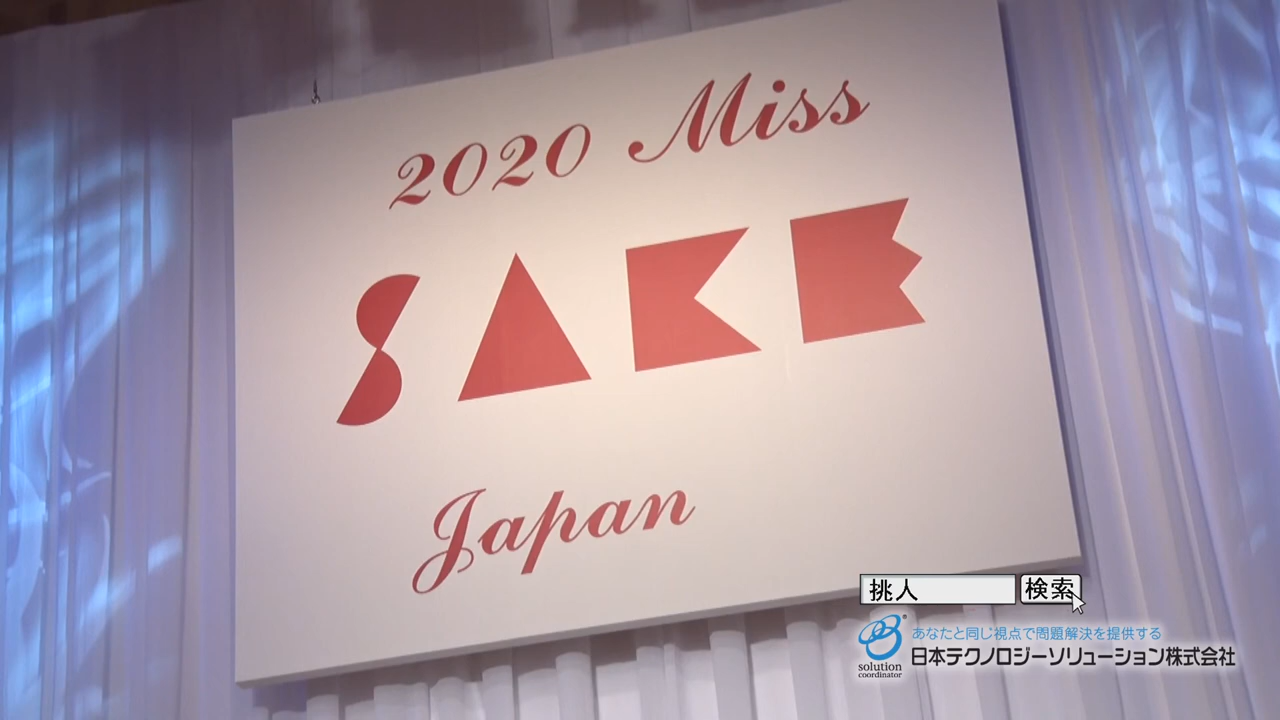 2020 Miss
SAKE
Japan
挑人 検索
あなたと同じ視点で問題解決を提供する
日本テクノロジーソリューション株式会社
solution
coordinator